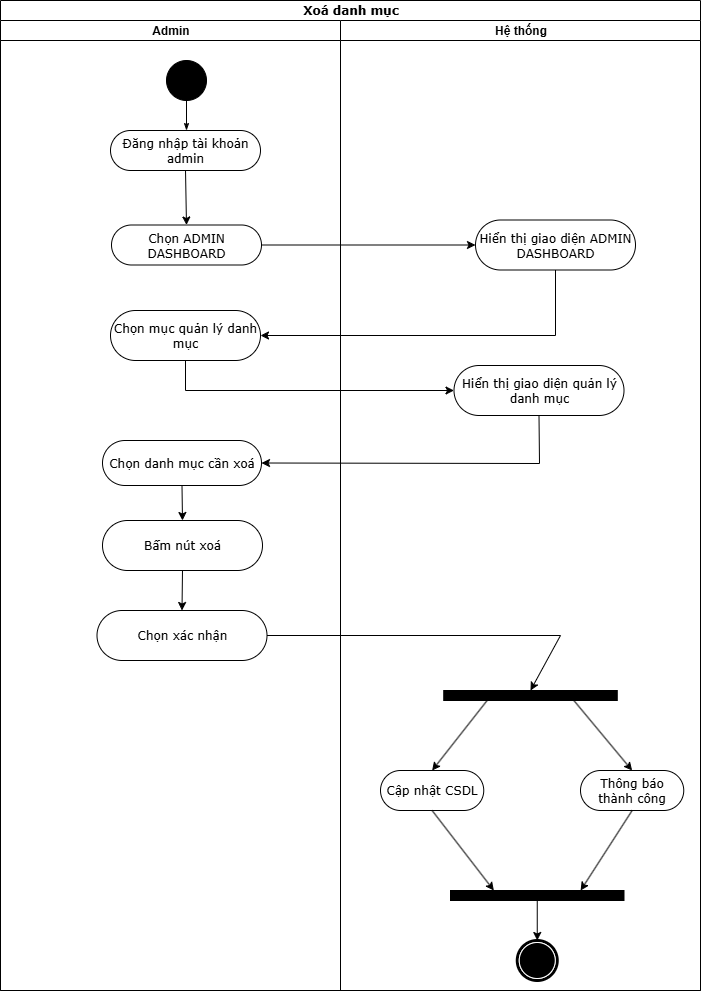 Xoá danh mục
Admin
Hệ thống
Đăng nhập tài khoản
admin
Chọn ADMIN
DASHBOARD
Hiển thị giao diện ADMIN
DASHBOARD
Chọn mục quản lý danh
mục
Hiển thị giao diện quản lý
danh mục
Chọn danh mục cần xoá
Bấm nút xoá
Chọn xác nhận
Cập nhật CSDL
Thông báo
thành công